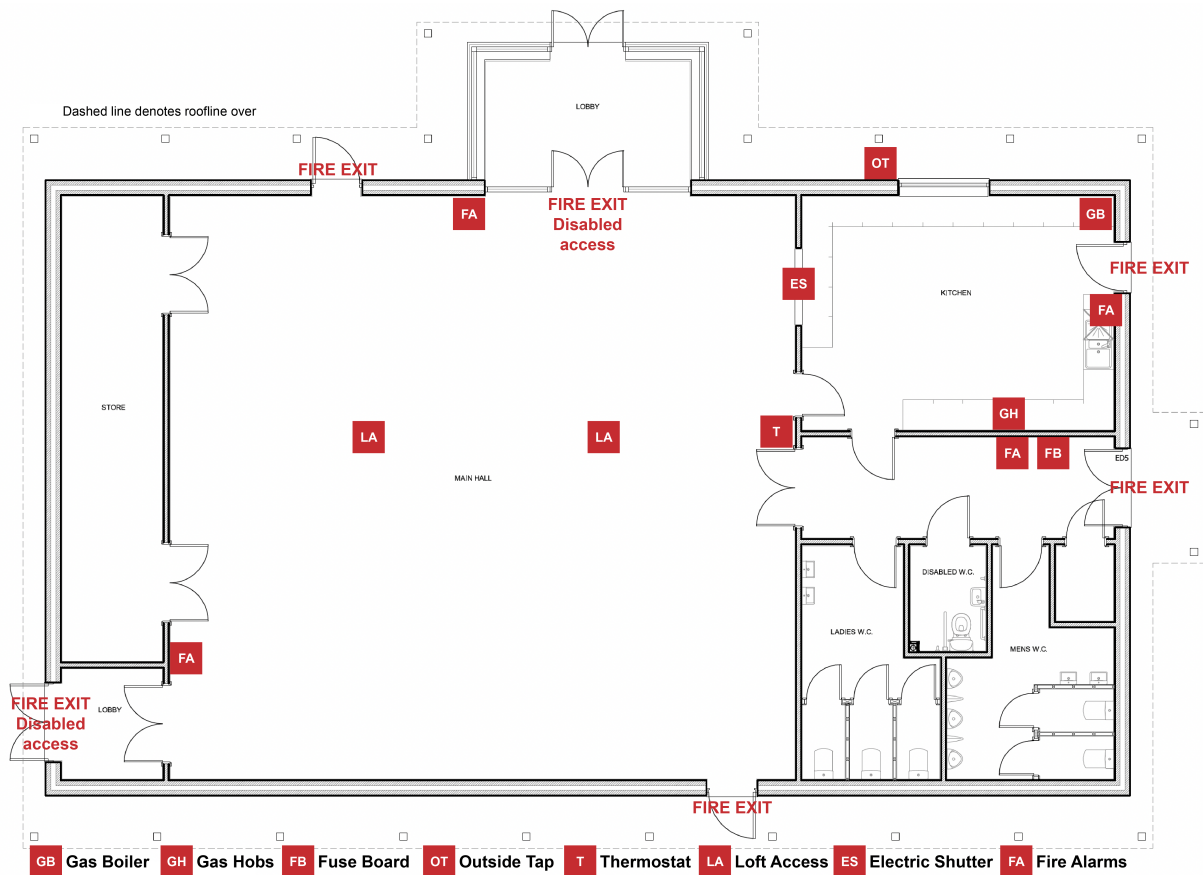 LOBBY
Dashed line denotes roofline over
FIRE EXIT
OT
FA
FIRE EXIT
Disabled
access
GB
FIRE EXIT
ES
KITCHEN
FA
STORE
GH
LA
LA
T
FA
FB
EDS
MAIN HALL
FIRE EXIT
DISABLED W.C.
LADIES W.C.
MENS W.C.
FA
FIRE EXIT
Disabled
access
LOBBY
FIRE EXIT
GB Gas Boiler GH Gas Hobs FB Fuse Board OT Outside Tap T Thermostat LA Loft Access ES Electric Shutter FA Fire Alarms